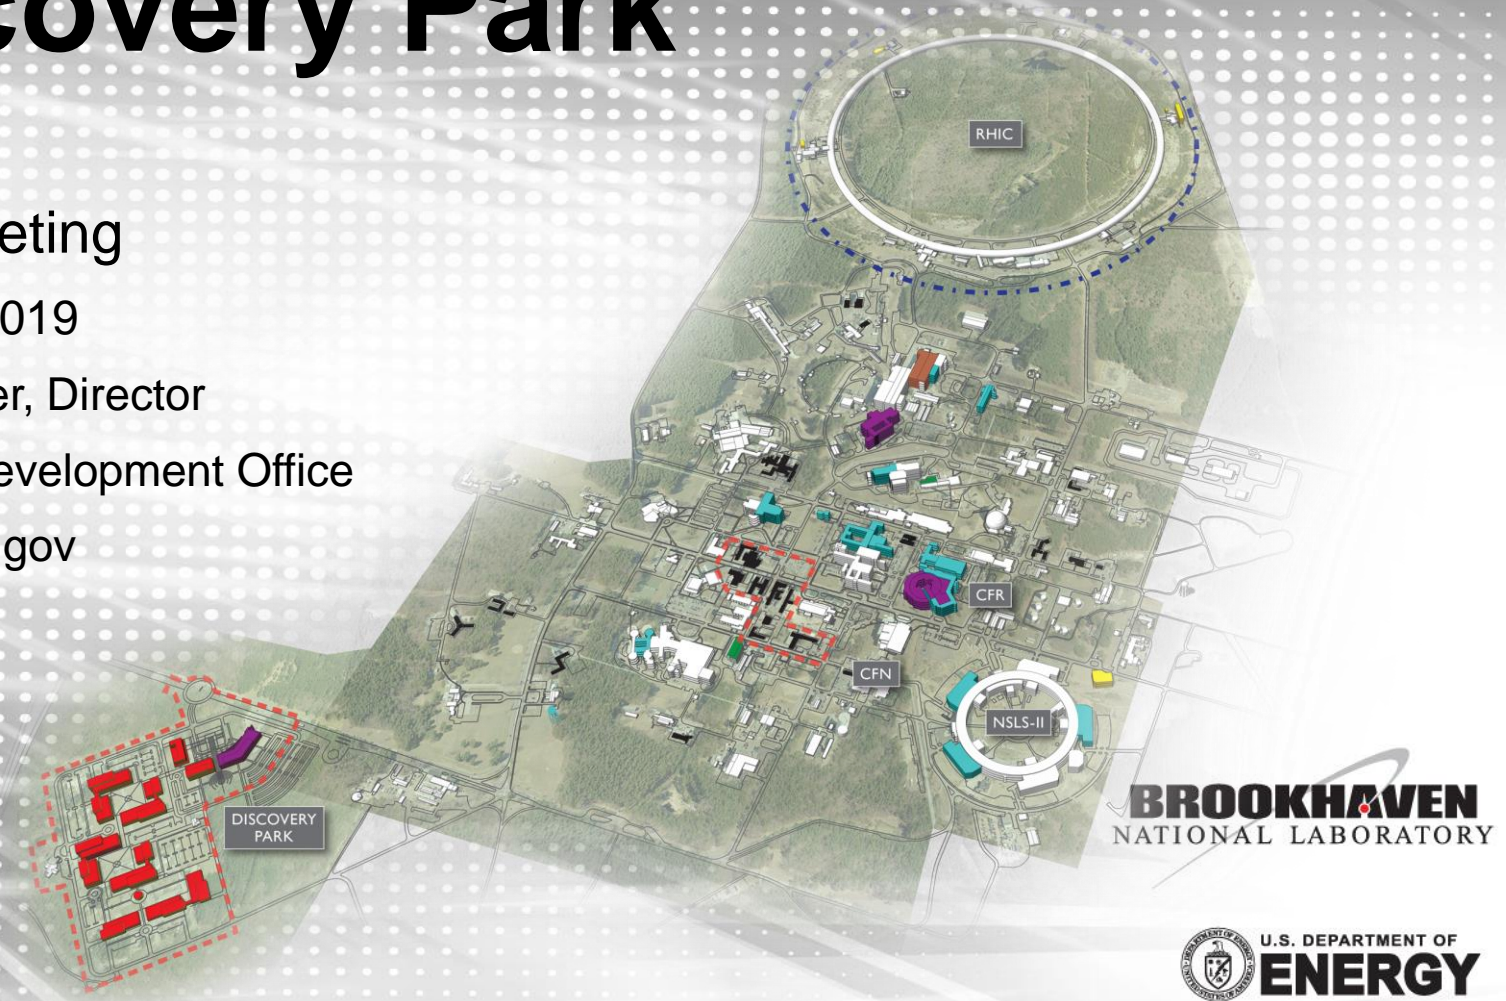 covery Park
eting
019
er, Director
evelopment Office
gov
RHIC
CFR
CFN
NSLS-II
DISCOVERY
PARK
BROOKHAVEN
NATIONAL LABORATORY
U.S. DEPARTMENT OF
ENERGY